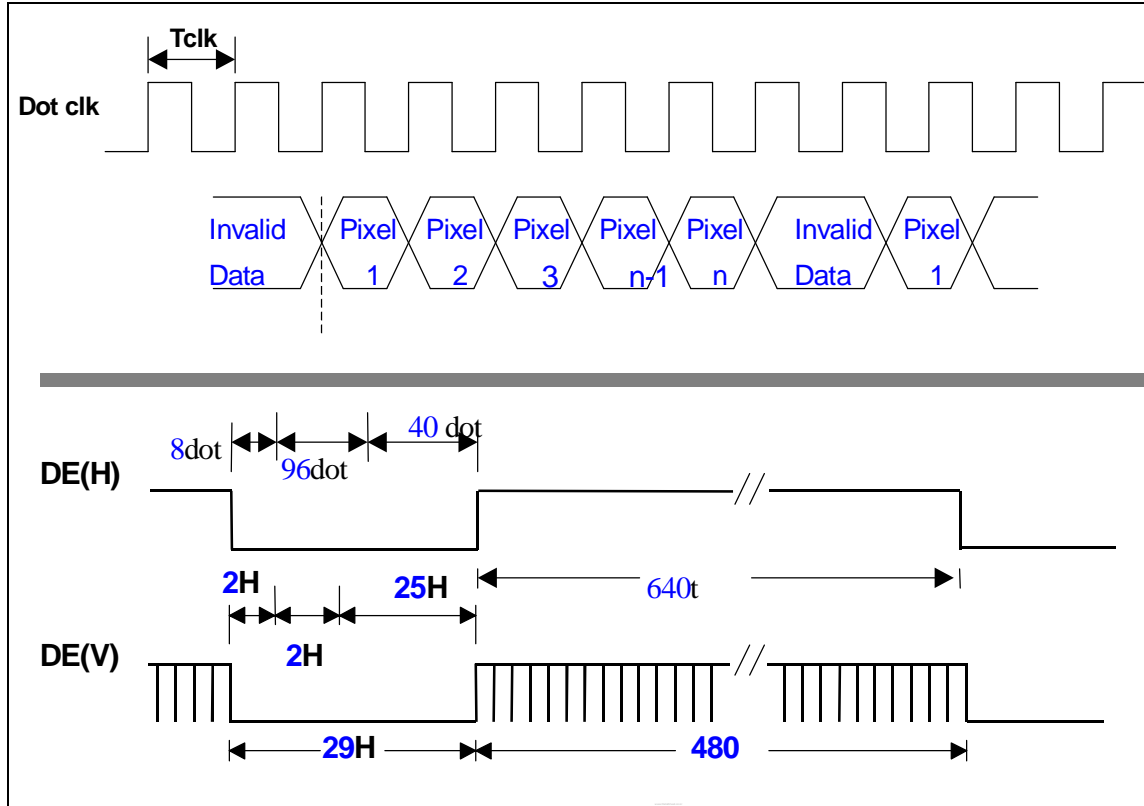 Tclk
Dot clk
Invalid Pixel Pixel Pixel Pixel Pixel Invalid Pixel
Data 1 2 3 n-1 n Data 1
8dot 96dot 40 dot
DE(H)
640t
2H 25H
2H
DE(V)
29H 480